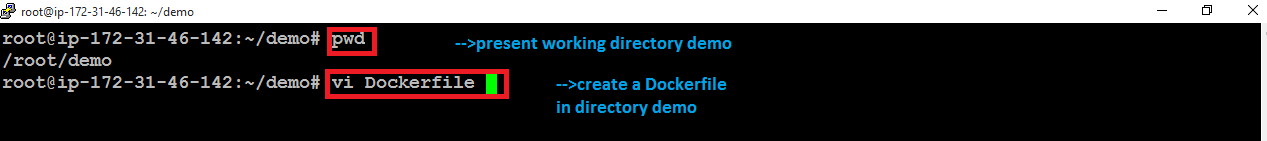 root@ip-172-31-46-142: ~/demo
root@ip-172-31-46-142:~/demo# pwd -->present working directory demo
/root/demo
root@ip-172-31-46-142:~/demo# vi Dockerfile -->create a Dockerfile
in directory demo